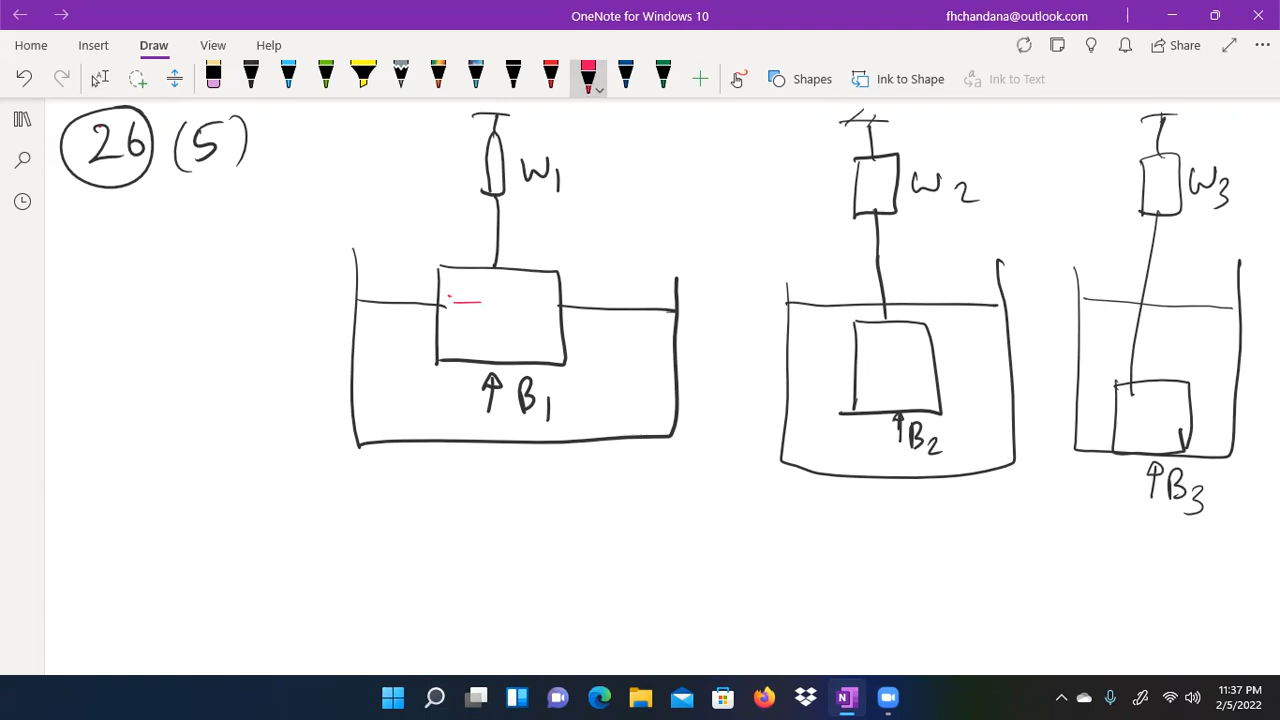 OneNote for Windows 10
fhchandana@outlook.com
Home Insert Draw View Help
Share
Shapes Ink to Shape Ink to Text
26 (5)
W1
W2
W3
B1
B2
B3
11:37 PM
2/5/2022